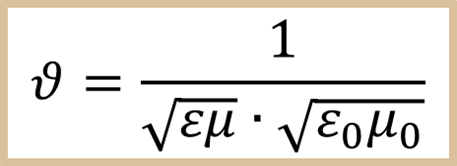 ϑ = 1 / (√εμ · √ε₀μ₀)